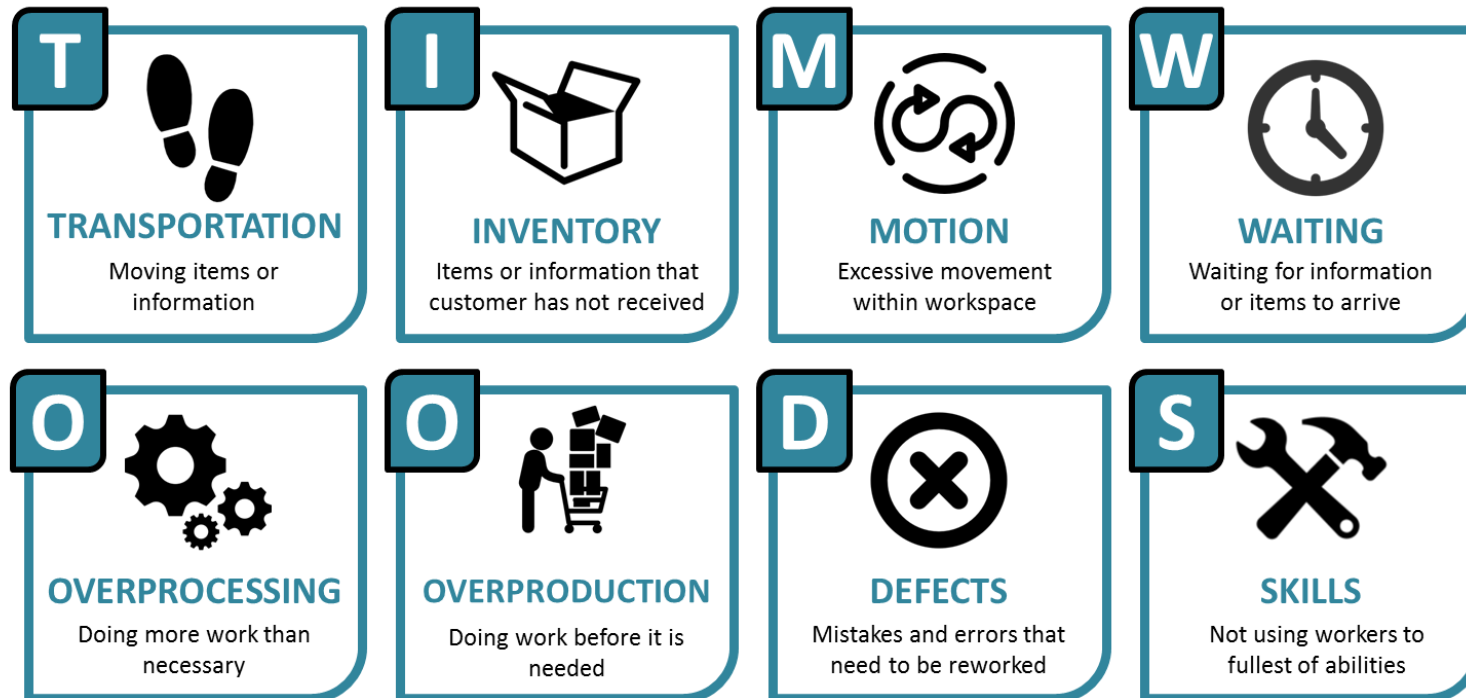 T
TRANSPORTATION
Moving items or
information
I
INVENTORY
Items or information that
customer has not received
M
MOTION
Excessive movement
within workspace
W
WAITING
Waiting for information
or items to arrive
O
OVERPROCESSING
Doing more work than
necessary
O
OVERPRODUCTION
Doing work before it is
needed
D
DEFECTS
Mistakes and errors that
need to be reworked
S
SKILLS
Not using workers to
fullest of abilities